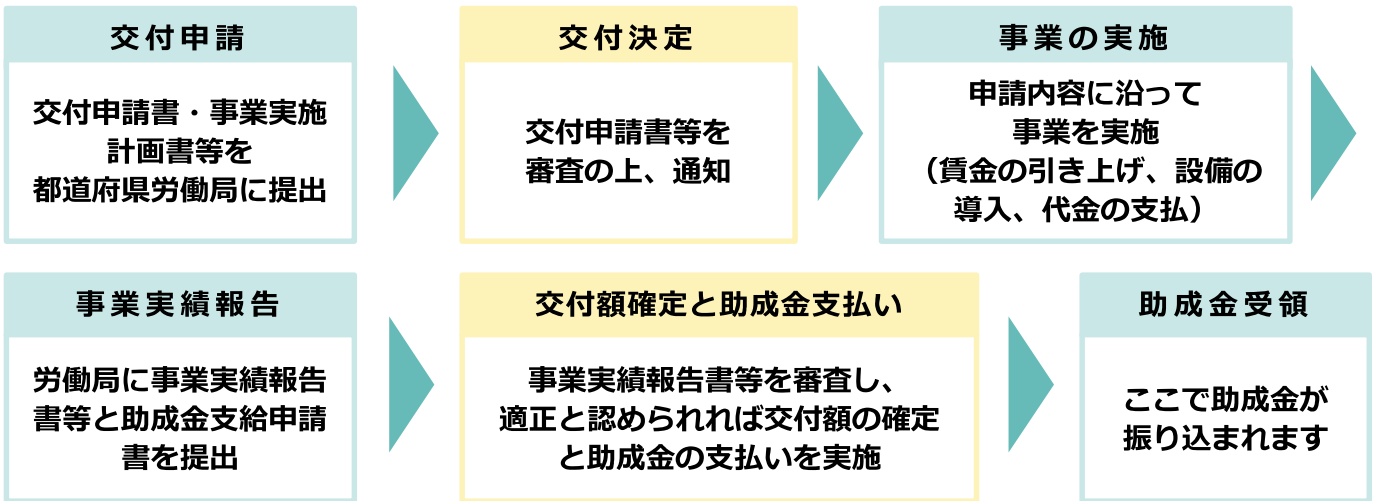 交付申請
交付申請書・事業実施
計画書等を
都道府県労働局に提出
交付決定
交付申請書等を
審査の上、通知
事業の実施
申請内容に沿って
事業を実施
（賃金の引き上げ、設備の
導入、代金の支払）
事業実績報告
労働局に事業実績報告
書等と助成金支給申請
書を提出
交付額確定と助成金支払い
事業実績報告書等を審査し、
適正と認められれば交付額の確定
と助成金の支払いを実施
助成金受領
ここで助成金が
振り込まれます